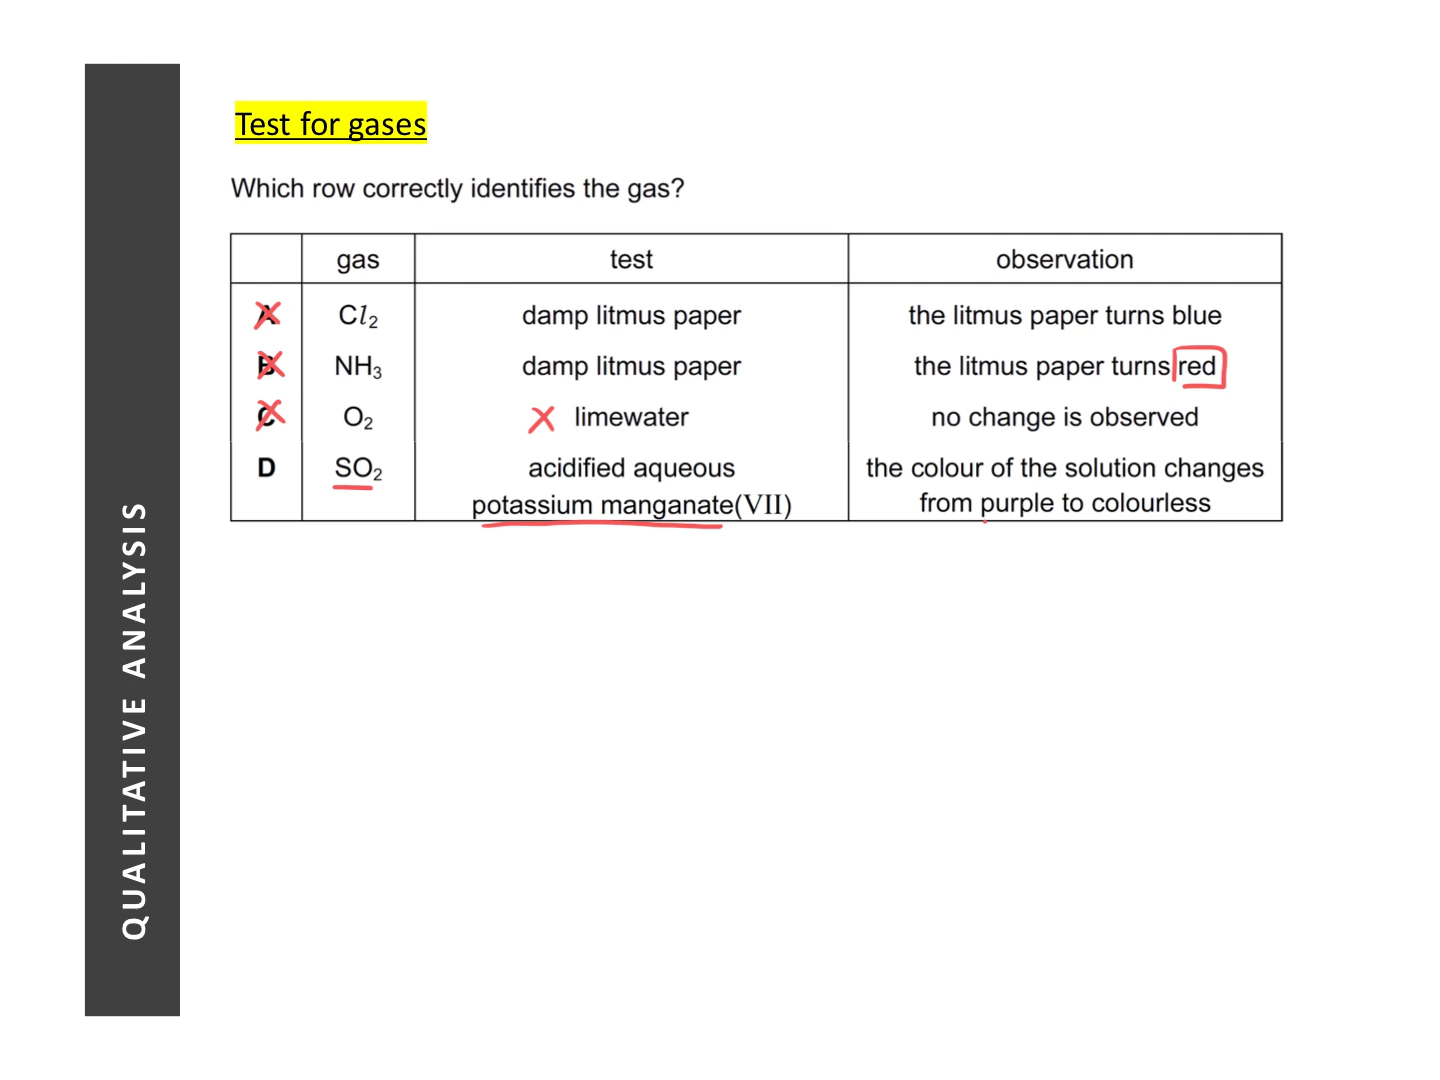 QUALITATIVE ANALYSIS
Test for gases
Which row correctly identifies the gas?
gas test observation
A Cl₂ damp litmus paper the litmus paper turns blue
B NH₃ damp litmus paper the litmus paper turns red
C O₂ limewater no change is observed
D SO₂ acidified aqueous the colour of the solution changes
potassium manganate(VII) from purple to colourless